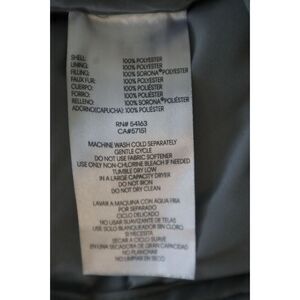 SHELL: 100% POLYESTER
LINING: 100% POLYESTER
FILLING: 100% SORONA® POLYESTER
FAUX FUR: 100% POLYESTER
CUERPO: 100% POLIÉSTER
FORRO: 100% POLIÉSTER
RELLENO: 100% SORONA® POLIÉSTER
ADORNO(CAPUCHA): 100% POLIÉSTER
RN# 54163
CA#57151
MACHINE WASH COLD SEPARATELY
GENTLE CYCLE
DO NOT USE FABRIC SOFTENER
USE ONLY NON-CHLORINE BLEACH IF NEEDED
TUMBLE DRY LOW
IN A LARGE CAPACITY DRYER
DO NOT IRON
DO NOT DRY CLEAN
LAVAR A MAQUINA CON AGUA FRIA
POR SEPARADO
CICLO DELICADO
NO USAR SUAVIZANTE DE TELAS
USE SOLO BLANQUEADOR SIN CLORO
SI NECESITA
SECAR A CICLO SUAVE
EN UNA SECADORA DE GRAN CAPACIDAD
NO PLANCHAR
NO LIMPIAR EN SECO